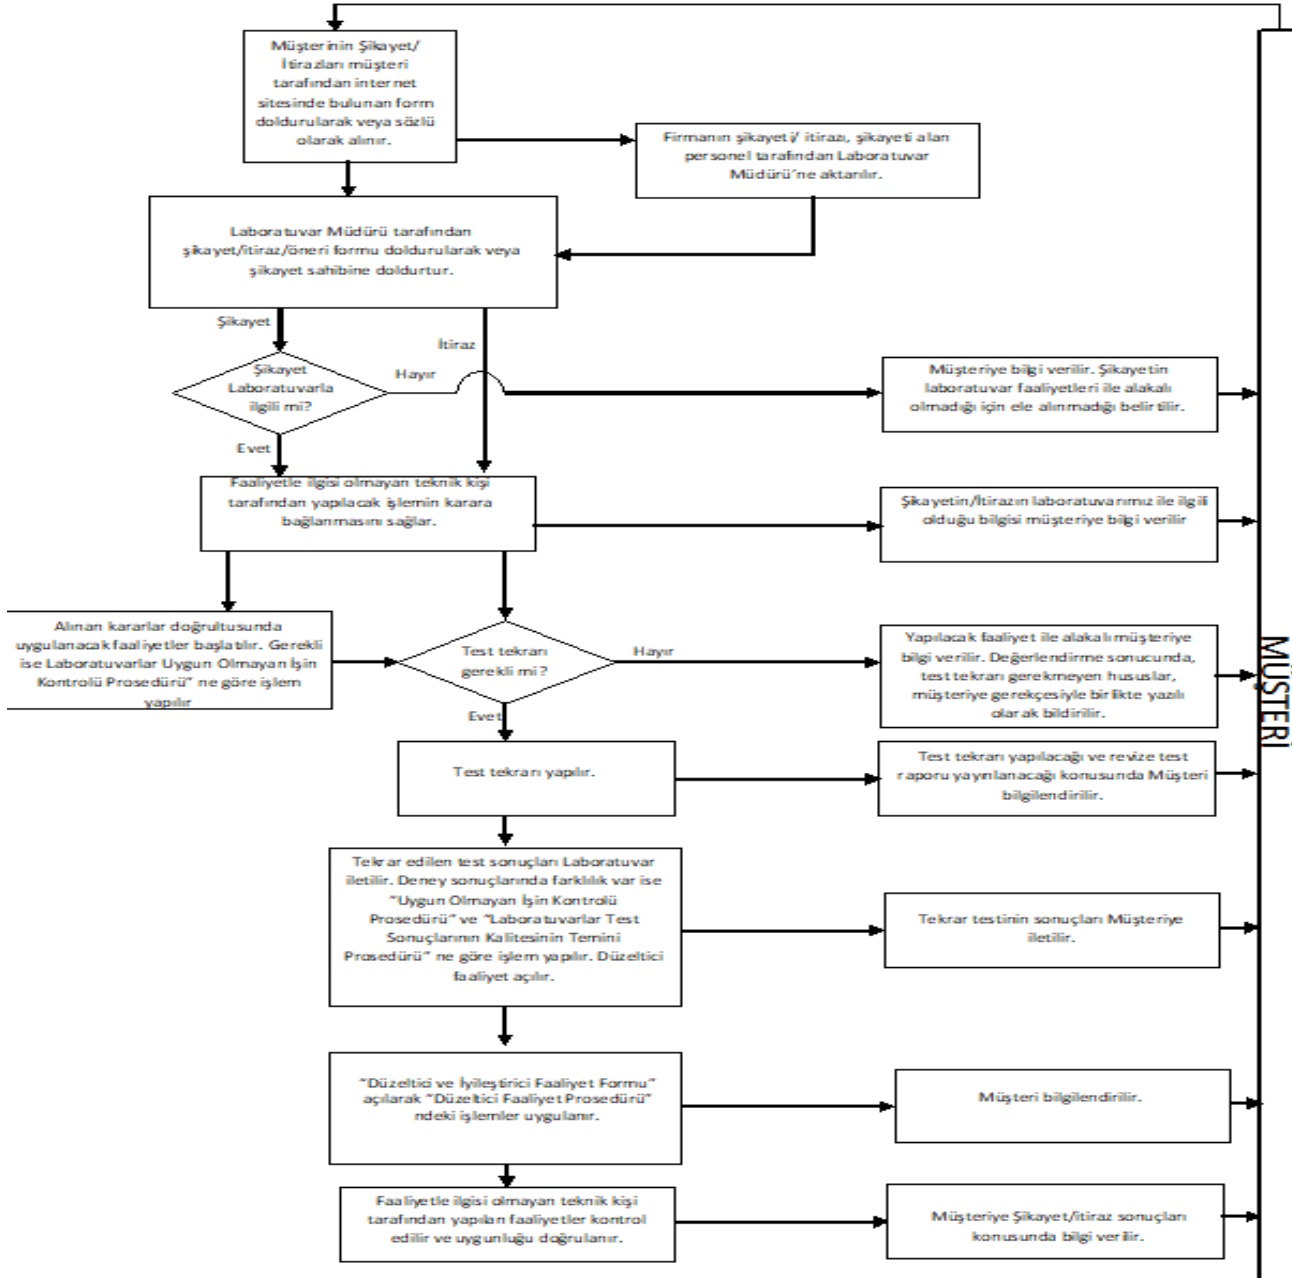 Müşterinin Şikayet/
İtirazları müşteri
tarafından internet
sitesinde bulunan form
doldurularak veya sözlü
olarak alınır.
Firmanın şikayeti/ itirazı, şikayeti alan
personel tarafından Laboratuvar
Müdürü’ne aktarılır.
Laboratuvar Müdürü tarafından
şikayet/itiraz/öneri formu doldurularak veya
şikayet sahibine doldurtur.
Şikayet
İtiraz
Şikayet
Laboratuvarla
ilgili mi?
Hayır
Müşteriye bilgi verilir. Şikayetin
laboratuvar faaliyetleri ile alakalı
olmadığı için ele alınmadığı belirtilir.
Evet
Faaliyetle ilgisi olmayan teknik kişi
tarafından yapılacak işlemin karara
bağlanmasını sağlar.
Şikayetin/İtirazın laboratuvarımız ile ilgili
olduğu bilgisi müşteriye bilgi verilir
Alınan kararlar doğrultusunda
uygulanacak faaliyetler başlatılır. Gerekli
ise Laboratuvarlar Uygun Olmayan İşin
Kontrolü Prosedürü” ne göre işlem
yapılır
Test tekrarı
gerekli mi?
Hayır
Yapılacak faaliyet ile alakalı müşteriye
bilgi verilir. Değerlendirme sonucunda,
test tekrarı gerekmeyen hususlar,
müşteriye gerekçesiyle birlikte yazılı
olarak bildirilir.
MÜŞTERİ
Evet
Test tekrarı yapılır.
Test tekrarı yapılacağı ve revize test
raporu yayınlanacağı konusunda Müşteri
bilgilendirilir.
Tekrar edilen test sonuçları Laboratuvar
iletilir. Deney sonuçlarında farklılık var ise
“Uygun Olmayan İşin Kontrolü
Prosedürü” ve “Laboratuvarlar Test
Sonuçlarının Kalitesinin Temini
Prosedürü” ne göre işlem yapılır. Düzeltici
faaliyet açılır.
Tekrar testinin sonuçları Müşteriye
iletilir.
“Düzeltici ve İyileştirici Faaliyet Formu”
açılarak “Düzeltici Faaliyet Prosedürü”
ndeki işlemler uygulanır.
Müşteri bilgilendirilir.
Faaliyetle ilgisi olmayan teknik kişi
tarafından yapılan faaliyetler kontrol
edilir ve uygunluğu doğrulanır.
Müşteriye Şikayet/itiraz sonuçları
konusunda bilgi verilir.